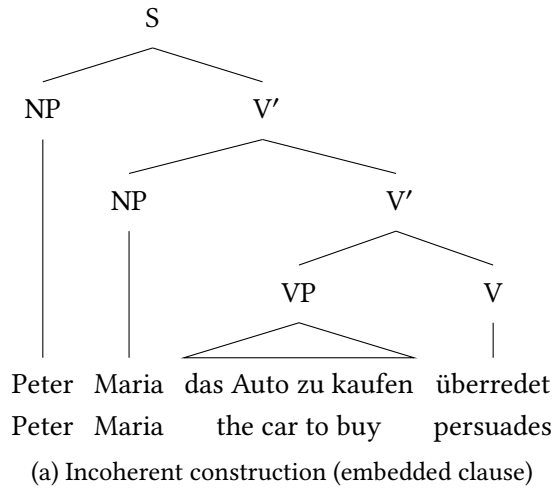 S
NP V′
NP V′
VP V
Peter Maria das Auto zu kaufen überredet
Peter Maria the car to buy persuades
(a) Incoherent construction (embedded clause)